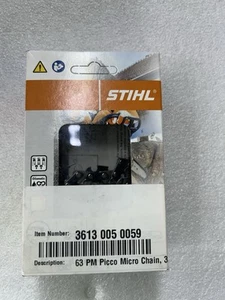 STIHL
Item Number: 3613 005 0059
Description: 63 PM Picco Micro Chain, 3